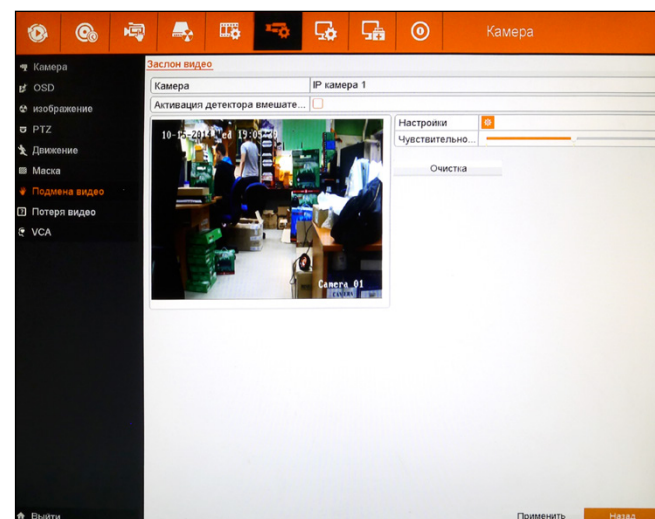 Камера
Камера
OSD
изображение
PTZ
Движение
Маска
Подмена видео
Потеря видео
VCA
Выйти
Заслон видео
Камера IP камера 1
Активация детектора вмешате...
Camera 01
Настройки
Чувствительно...
Очистка
Применить Назад